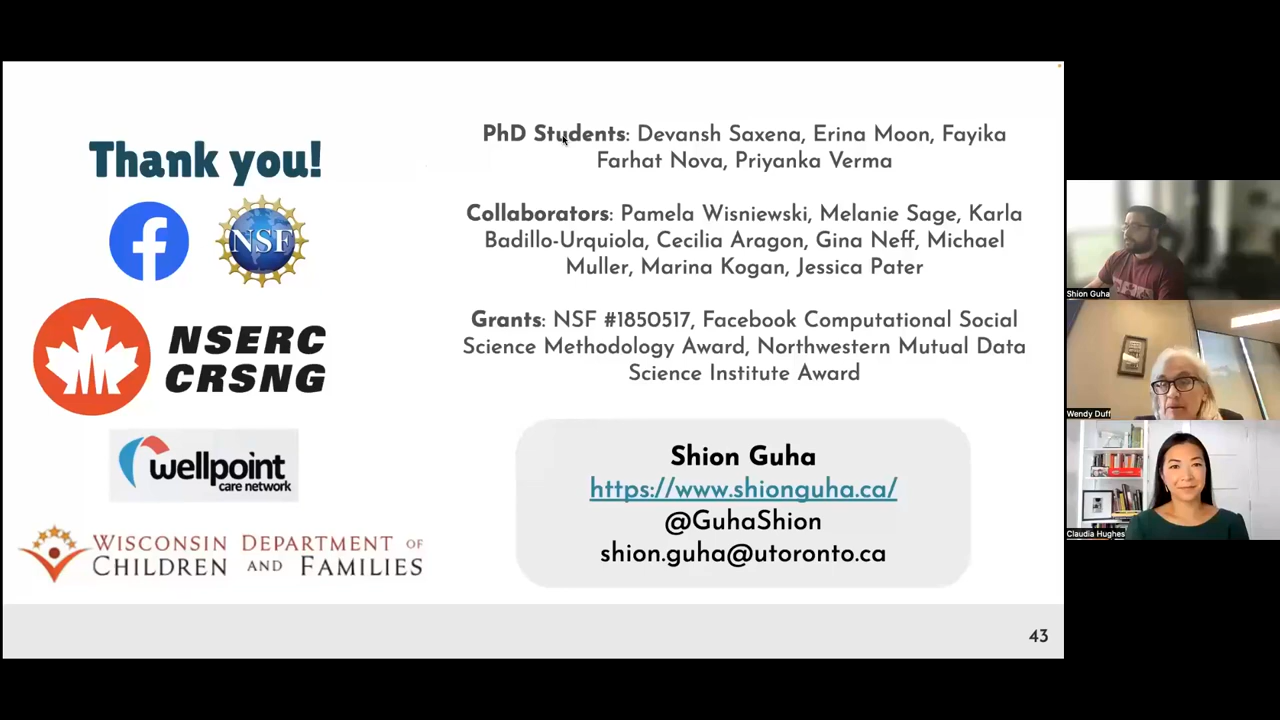 Thank you!
NSF
NSERC
CRSNG
wellpoint
care network
WISCONSIN DEPARTMENT OF
CHILDREN AND FAMILIES
PhD Students: Devansh Saxena, Erina Moon, Fayika
Farhat Nova, Priyanka Verma
Collaborators: Pamela Wisniewski, Melanie Sage, Karla
Badillo-Urquiola, Cecilia Aragon, Gina Neff, Michael
Muller, Marina Kogan, Jessica Pater
Grants: NSF #1850517, Facebook Computational Social
Science Methodology Award, Northwestern Mutual Data
Science Institute Award
Shion Guha
https://www.shionguha.ca/
@GuhaShion
shion.guha@utoronto.ca
43
Shion Guha
Wendy Duff
Claudia Hughes